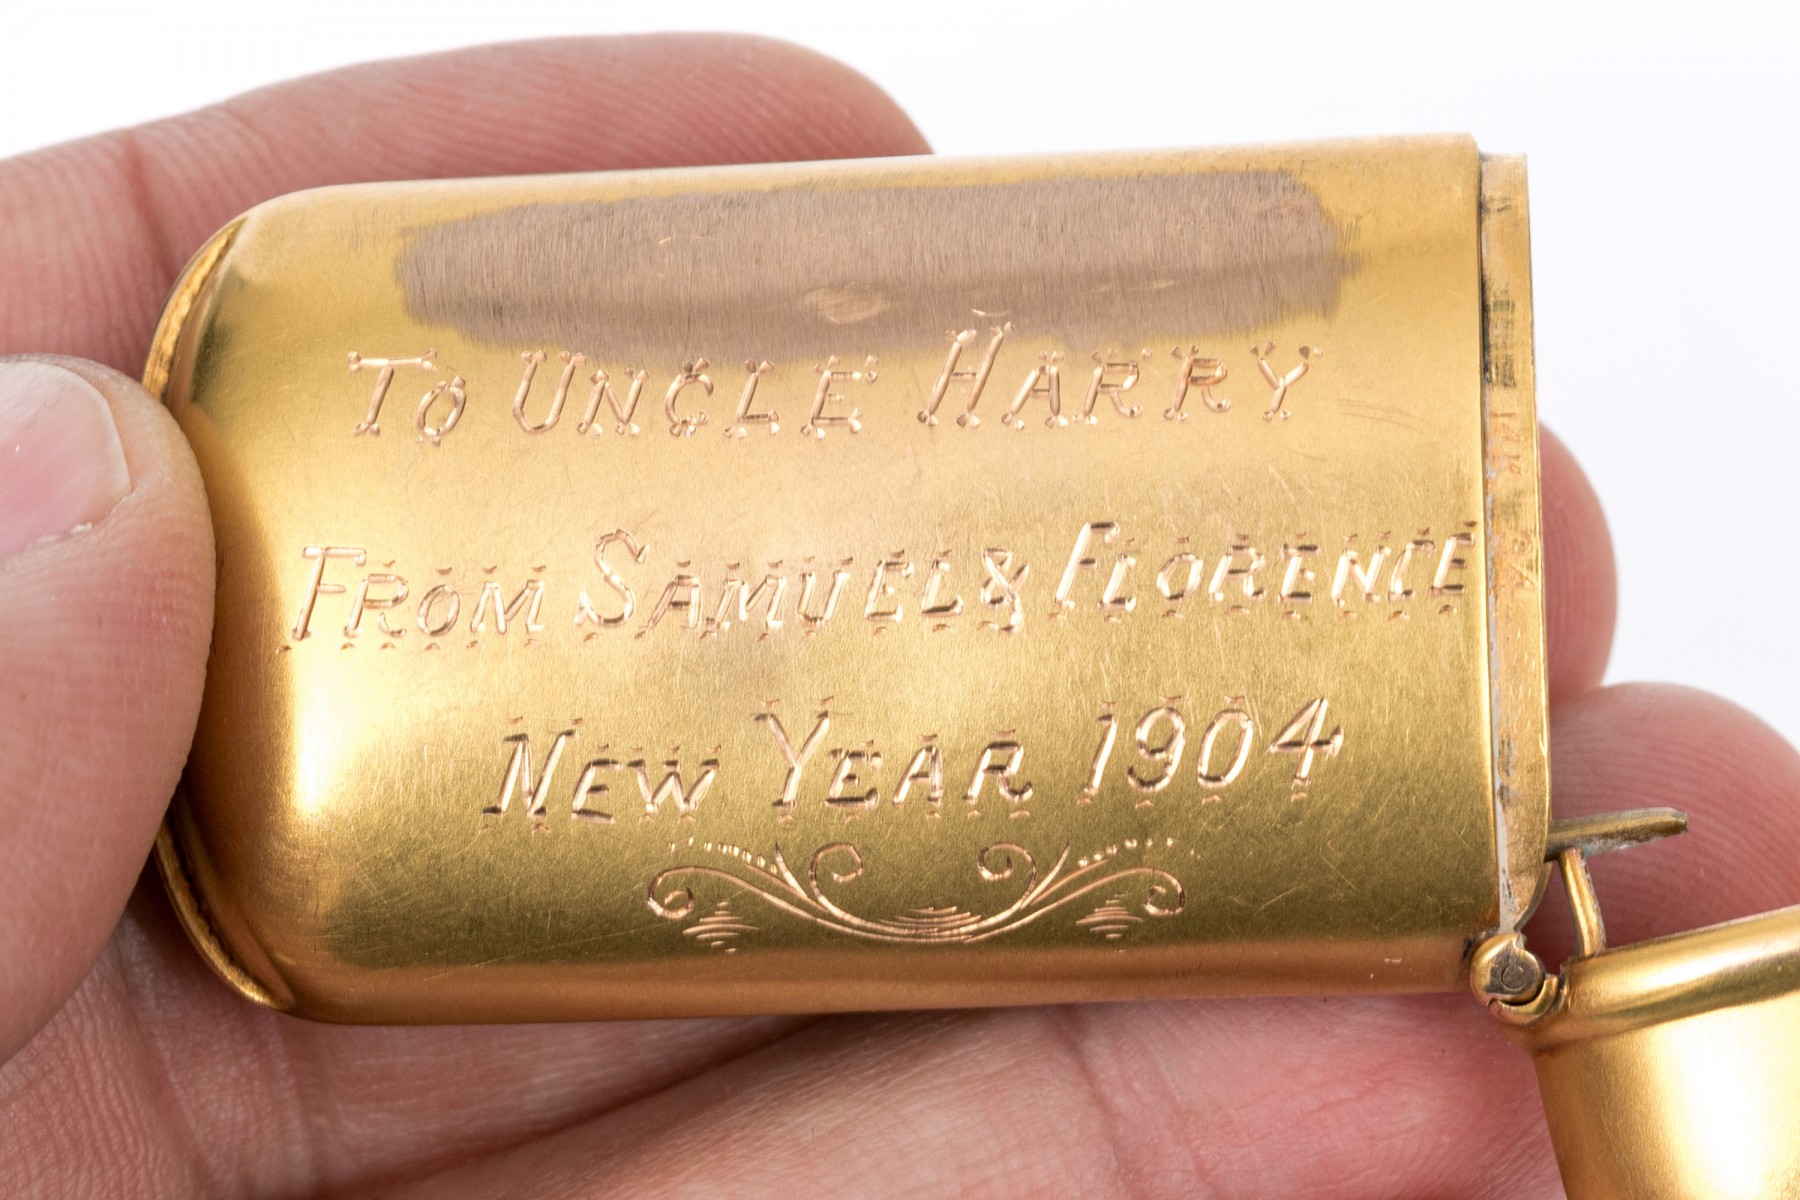 To Uncle Harry
From Samuel & Florence
New Year 1904